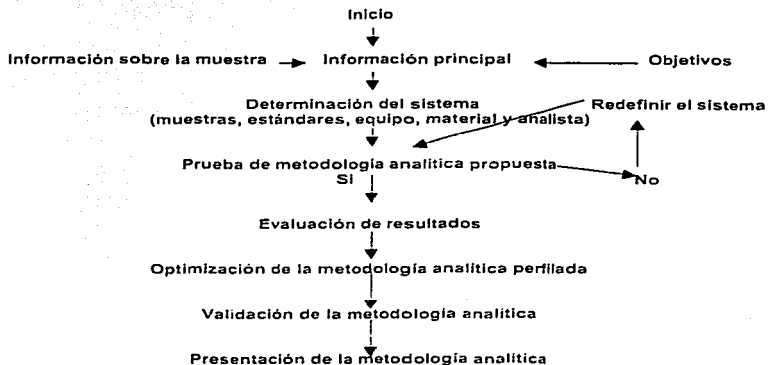 Inicio
Información sobre la muestra
Información principal
Objetivos
Determinación del sistema
(muestras, estándares, equipo, material y analista)
Redefinir el sistema
Prueba de metodología analítica propuesta
Si
No
Evaluación de resultados
Optimización de la metodología analítica perfilada
Validación de la metodología analítica
Presentación de la metodología analítica